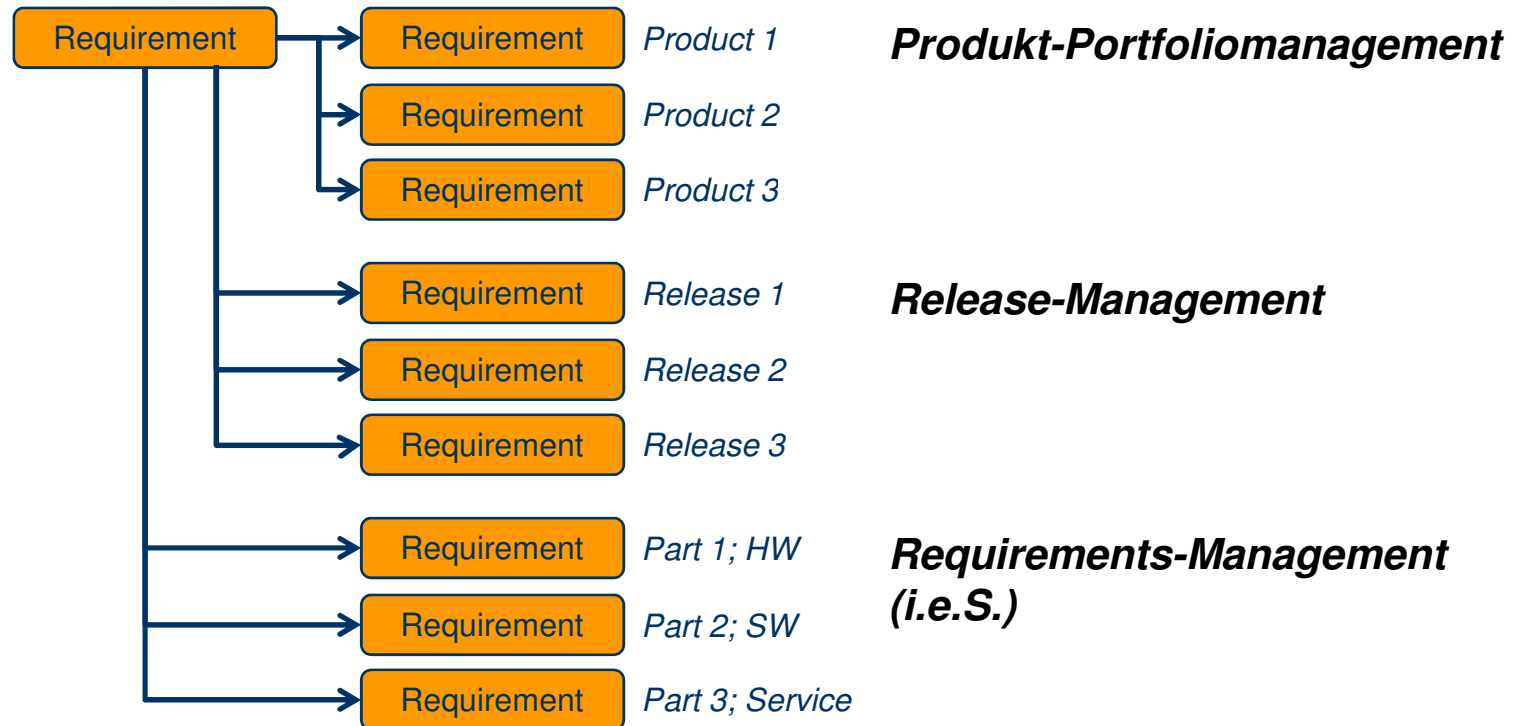 Requirement Requirement Product 1 Produkt-Portfoliomanagement
Requirement Product 2
Requirement Product 3
Requirement Release 1 Release-Management
Requirement Release 2
Requirement Release 3
Requirement Part 1; HW Requirements-Management
(i.e.S.)
Requirement Part 2; SW
Requirement Part 3; Service